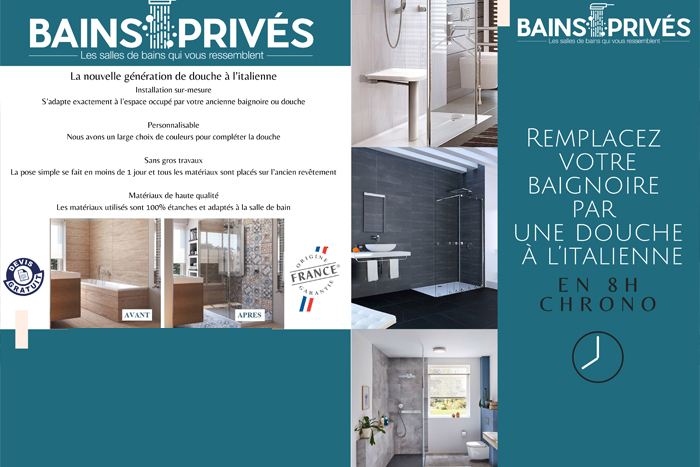 BAINS PRIVÉS
Les salles de bains qui vous ressemblent
La nouvelle génération de douche à l'italienne
Installation sur-mesure
S'adapte exactement à l'espace occupé par votre ancienne baignoire ou douche
Personnalisable
Nous avons un large choix de couleurs pour compléter la douche
Sans gros travaux
La pose simple se fait en moins de 1 jour et tous les matériaux sont placés sur l'ancien revêtement
Matériaux de haute qualité
Les matériaux utilisés sont 100% étanches et adaptés à la salle de bain
DEVIS
GRATUIT
AVANT
APRES
ORIGINE
FRANCE
GARANTIE
BAINS PRIVÉS
Les salles de bains qui vous ressemblent
REMPLACEZ
VOTRE
BAIGNOIRE
PAR
UNE DOUCHE
À L'ITALIENNE
EN 8H
CHRONO